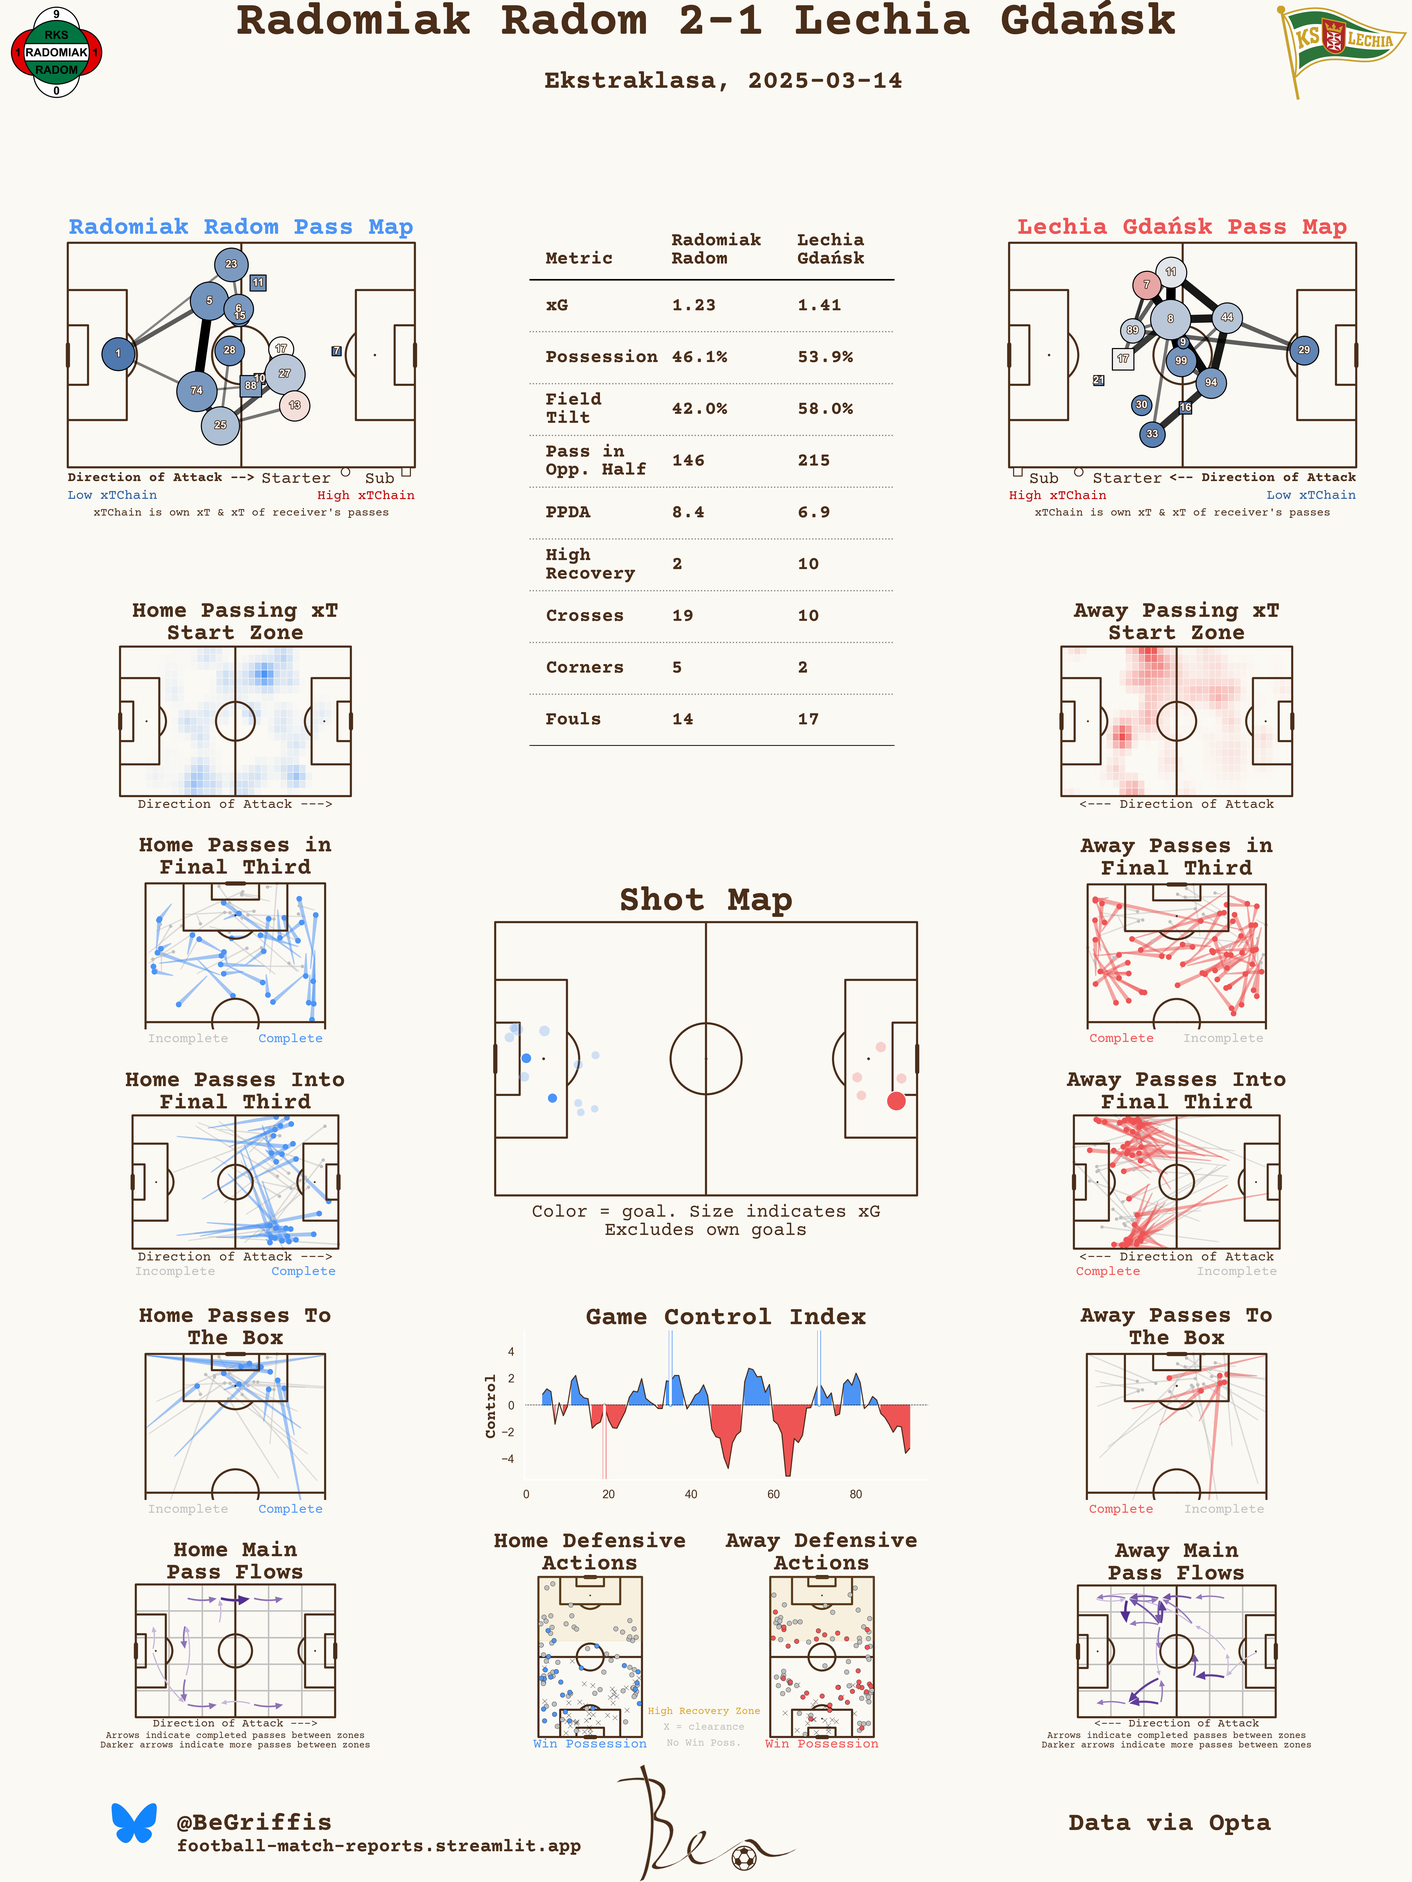 Radomiak Radom 2-1 Lechia Gdańsk
Ekstraklasa, 2025-03-14
9
RKS
1 RADOMIAK 1
RADOM
0
KS LECHIA
Radomiak Radom Pass Map
23
11
5
6
15
1
28
17
7
27
10
88
74
13
25
Direction of Attack --> Starter Sub
Low xTChain High xTChain
xTChain is own xT & xT of receiver's passes
Metric Radomiak Radom Lechia Gdańsk
xG 1.23 1.41
Possession 46.1% 53.9%
Field Tilt 42.0% 58.0%
Pass in Opp. Half 146 215
PPDA 8.4 6.9
High Recovery 2 10
Crosses 19 10
Corners 5 2
Fouls 14 17
Lechia Gdańsk Pass Map
11
7
8
44
89
9
29
17
99
21
94
30
16
33
Sub Starter <-- Direction of Attack
High xTChain Low xTChain
xTChain is own xT & xT of receiver's passes
Home Passing xT
Start Zone
Direction of Attack --->
Away Passing xT
Start Zone
<--- Direction of Attack
Home Passes in
Final Third
Incomplete Complete
Away Passes in
Final Third
Complete Incomplete
Shot Map
Color = goal. Size indicates xG
Excludes own goals
Home Passes Into
Final Third
Direction of Attack --->
Incomplete Complete
Away Passes Into
Final Third
<--- Direction of Attack
Complete Incomplete
Home Passes To
The Box
Incomplete Complete
Game Control Index
Control
4
2
0
−2
−4
0 20 40 60 80
Away Passes To
The Box
Complete Incomplete
Home Main
Pass Flows
Direction of Attack --->
Arrows indicate completed passes between zones
Darker arrows indicate more passes between zones
Home Defensive
Actions
Win Possession
Away Defensive
Actions
Win Possession
High Recovery Zone
X = clearance
No Win Poss.
Away Main
Pass Flows
<--- Direction of Attack
Arrows indicate completed passes between zones
Darker arrows indicate more passes between zones
@BeGriffis
football-match-reports.streamlit.app
Ben
Data via Opta